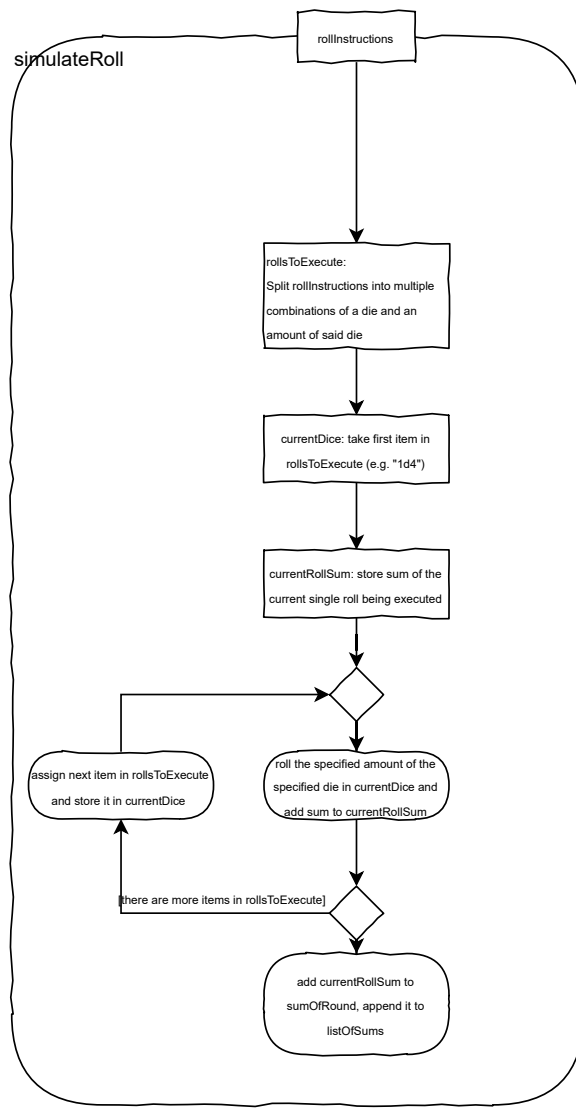 rollInstructions
simulateRoll
rollsToExecute:
Split rollInstructions into multiple
combinations of a die and an
amount of said die
currentDice: take first item in
rollsToExecute (e.g. "1d4")
currentRollSum: store sum of the
current single roll being executed
assign next item in rollsToExecute
and store it in currentDice
roll the specified amount of the
specified die in currentDice and
add sum to currentRollSum
[there are more items in rollsToExecute]
add currentRollSum to
sumOfRound, append it to
listOfSums